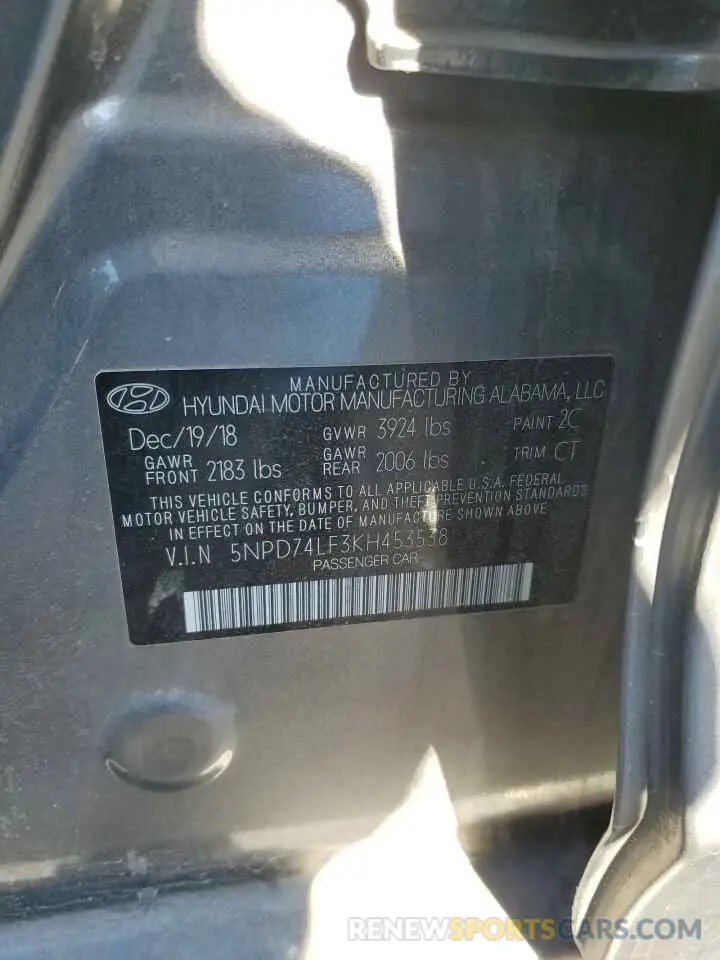 MANUFACTURED BY
HYUNDAI MOTOR MANUFACTURING ALABAMA, LLC
Dec/19/18 GVWR 3924 lbs PAINT 2C
GAWR FRONT 2183 lbs GAWR REAR 2006 lbs TRIM CT
THIS VEHICLE CONFORMS TO ALL APPLICABLE U.S.A. FEDERAL
MOTOR VEHICLE SAFETY, BUMPER, AND THEFT PREVENTION STANDARDS
IN EFFECT ON THE DATE OF MANUFACTURE SHOWN ABOVE
V.I.N 5NPD74LF3KH453538
PASSENGER CAR
RENEWSPORTSCARS.COM